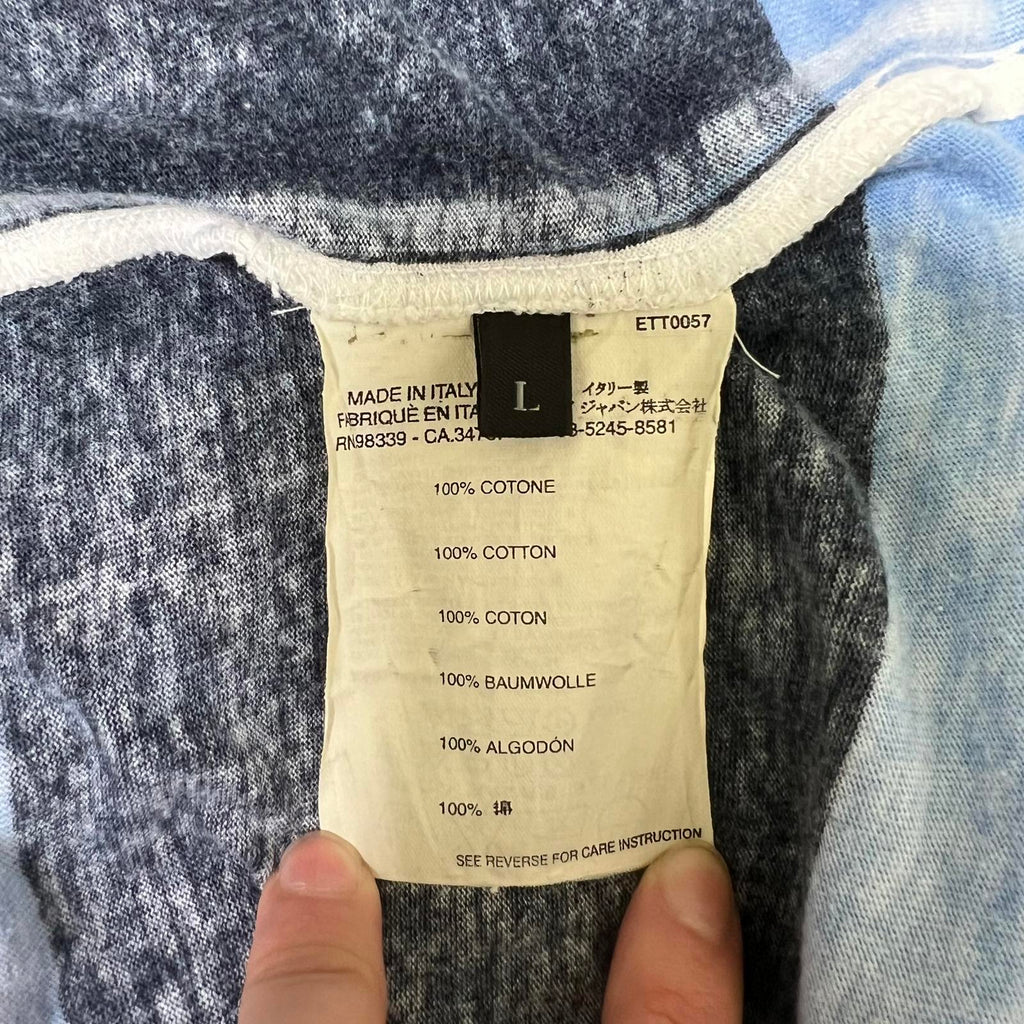 ETT0057
L
MADE IN ITALY イタリー製
FABRIQUÈ EN ITA ジャパン株式会社
RN98339 - CA.347 3-5245-8581
100% COTONE
100% COTTON
100% COTON
100% BAUMWOLLE
100% ALGODÓN
100% 綿
SEE REVERSE FOR CARE INSTRUCTION